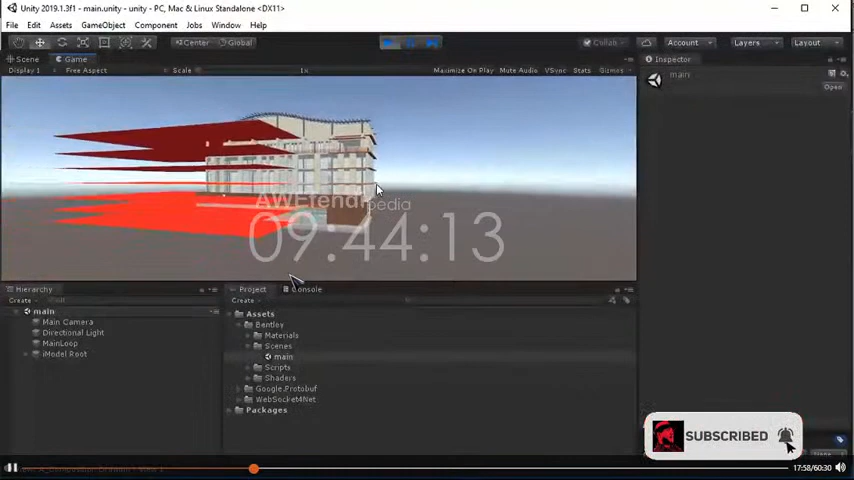 Unity 2019.1.3f1 - main.unity - unity - PC, Mac & Linux Standalone <DX11>
File Edit Assets GameObject Component Jobs Window Help
Center Global Collab Account Layers Layout
Scene Game Inspector
Display 1 Free Aspect Scale 1x Maximize On Play Mute Audio VSync Stats Gizmos main
Open
pedia
09.44:13
Hierarchy Project Console
Create Create
main Assets
Main Camera Bentley
Directional Light Materials
MainLoop Scenes
iModel Root main
Scripts
Shaders
Google.Protobuf
WebSocket4Net
Packages
SUBSCRIBED
17:58/60:30